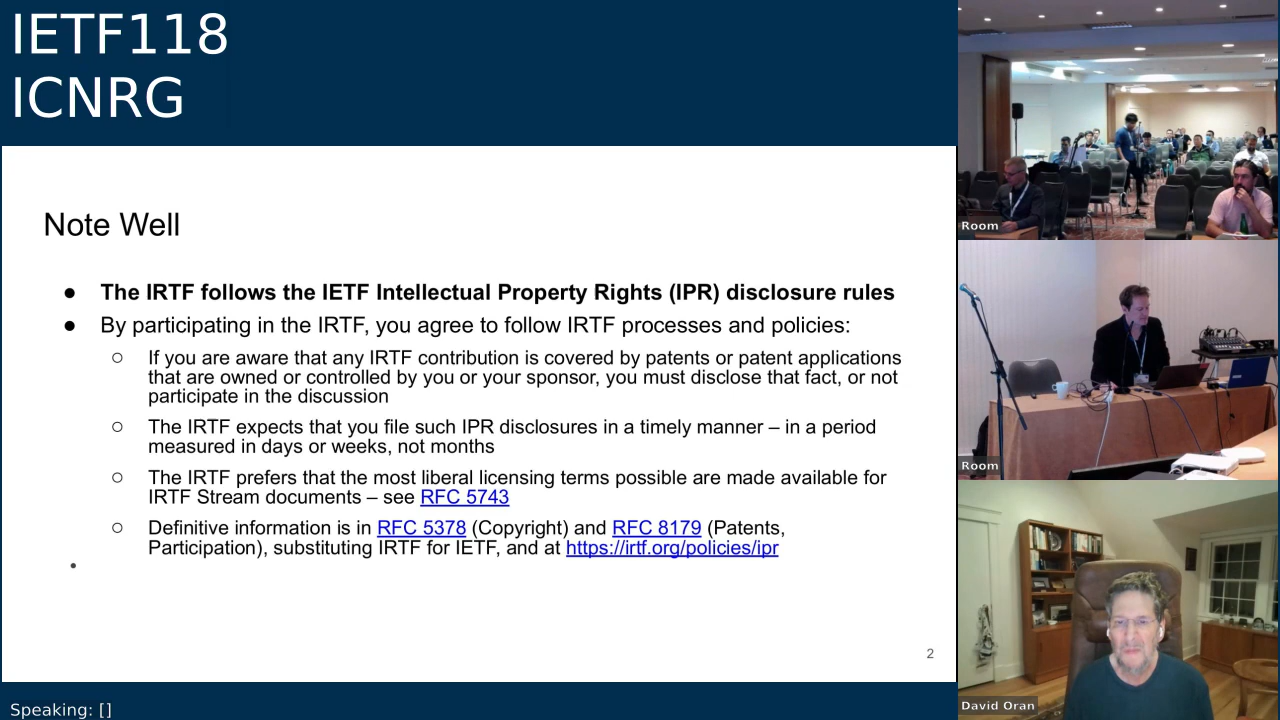 IETF118
ICNRG
Note Well
● The IRTF follows the IETF Intellectual Property Rights (IPR) disclosure rules
● By participating in the IRTF, you agree to follow IRTF processes and policies:
○ If you are aware that any IRTF contribution is covered by patents or patent applications
that are owned or controlled by you or your sponsor, you must disclose that fact, or not
participate in the discussion
○ The IRTF expects that you file such IPR disclosures in a timely manner – in a period
measured in days or weeks, not months
○ The IRTF prefers that the most liberal licensing terms possible are made available for
IRTF Stream documents – see RFC 5743
○ Definitive information is in RFC 5378 (Copyright) and RFC 8179 (Patents,
Participation), substituting IRTF for IETF, and at https://irtf.org/policies/ipr
•
2
Speaking: []
Room
Room
David Oran